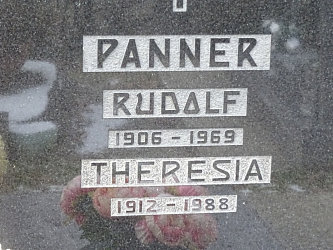 PANNER
RUDOLF
1906 - 1969
THERESIA
1912 - 1988